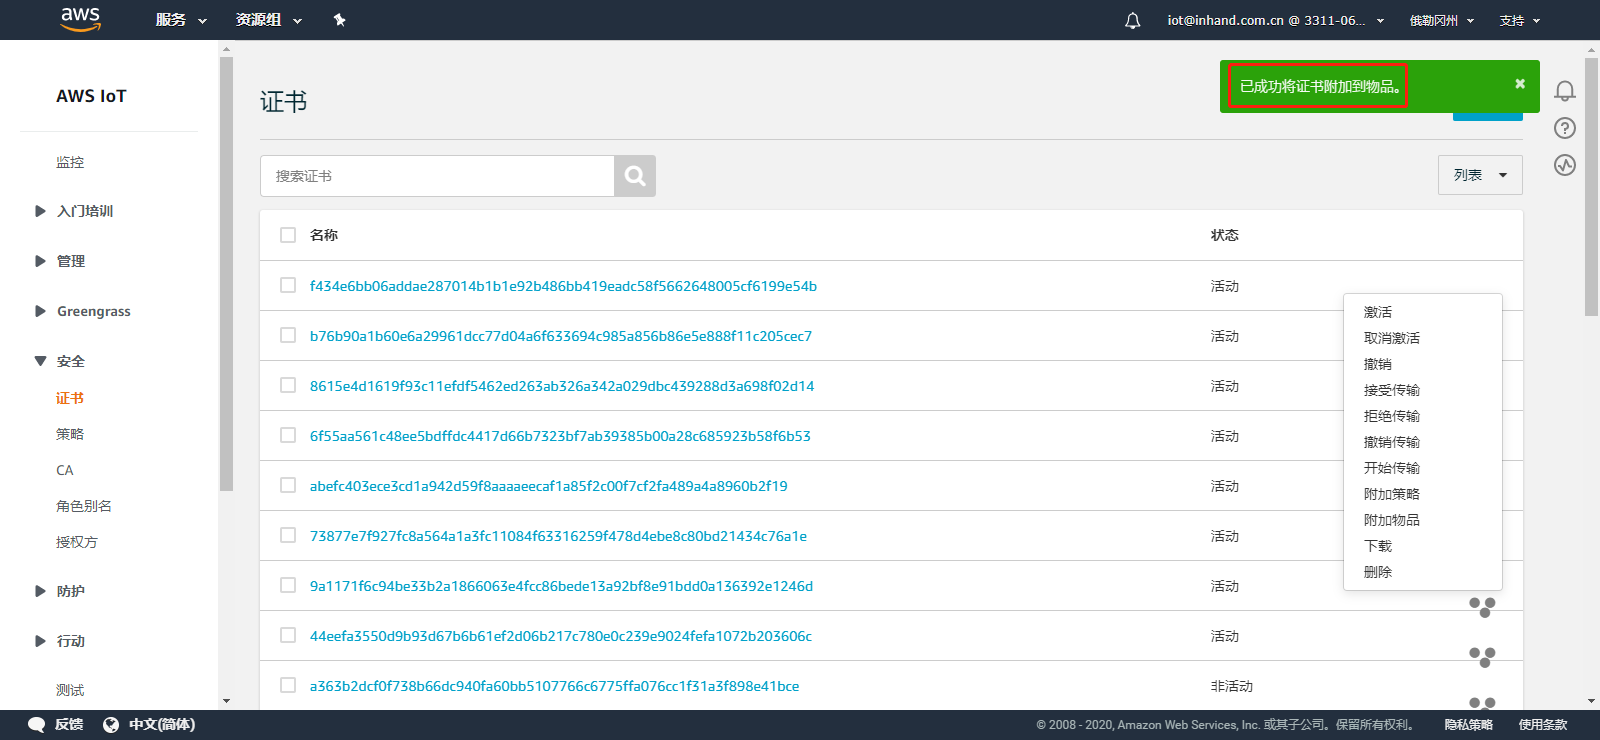 aws
服务
资源组
iot@inhand.com.cn @ 3311-06...
俄勒冈州
支持
AWS IoT
监控
入门培训
管理
Greengrass
安全
证书
策略
CA
角色别名
授权方
防护
行动
测试
证书
已成功将证书附加到物品。
搜索证书
列表
名称
状态
f434e6bb06addae287014b1b1e92b486bb419eadc58f5662648005cf6199e54b
活动
b76b90a1b60e6a29961dcc77d04a6f633694c985a856b86e5e888f11c205cec7
活动
8615e4d1619f93c11efdf5462ed263ab326a342a029dbc439288d3a698f02d14
活动
6f55aa561c48ee5bdffdc4417d66b7323bf7ab39385b00a28c685923b58f6b53
活动
abefc403ece3cd1a942d59f8aaaaeecaf1a85f2c00f7cf2fa489a4a8960b2f19
活动
73877e7f927fc8a564a1a3fc11084f63316259f478d4ebe8c80bd21434c76a1e
活动
9a1171f6c94be33b2a1866063e4fcc86bede13a92bf8e91bdd0a136392e1246d
活动
44eefa3550d9b93d67b6b61ef2d06b217c780e0c239e9024fefa1072b203606c
活动
a363b2dcf0f738b66dc940fa60bb5107766c6775ffa076cc1f31a3f898e41bce
非活动
激活
取消激活
撤销
接受传输
拒绝传输
撤销传输
开始传输
附加策略
附加物品
下载
删除
反馈
中文(简体)
© 2008 - 2020, Amazon Web Services, Inc. 或其子公司。保留所有权利。
隐私策略
使用条款